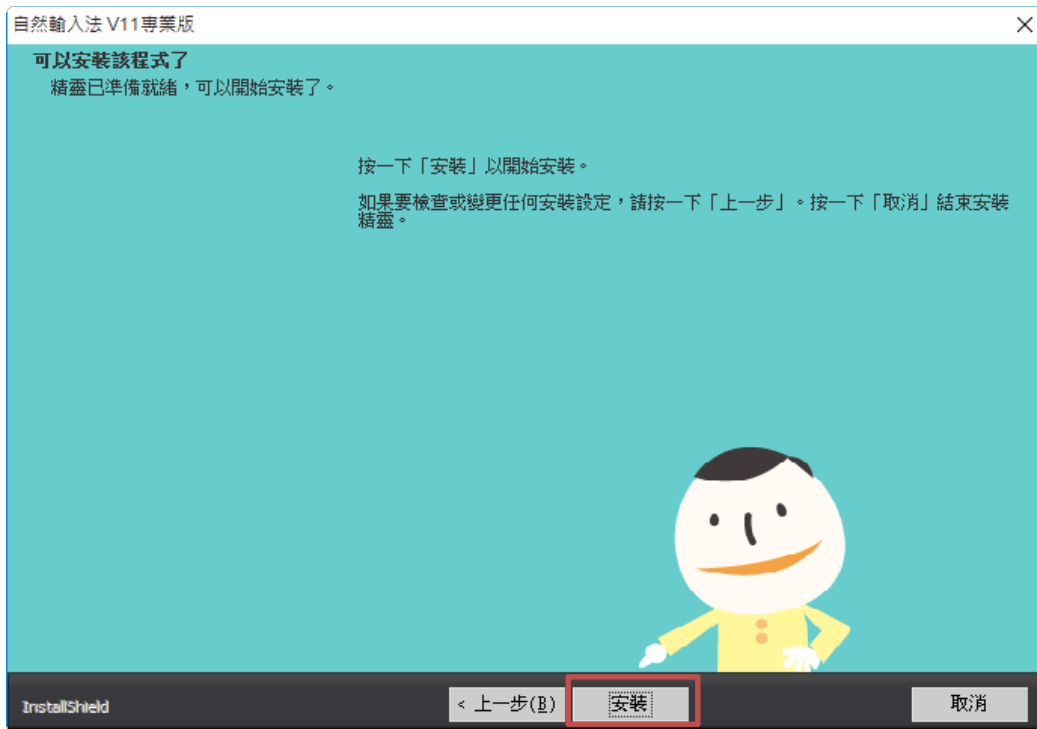 自然輸入法 V11專業版
可以安裝該程式了
精靈已準備就緒，可以開始安裝了。
按一下「安裝」以開始安裝。
如果要檢查或變更任何安裝設定，請按一下「上一步」。按一下「取消」結束安裝
精靈。
InstallShield
< 上一步(B)
安裝
取消